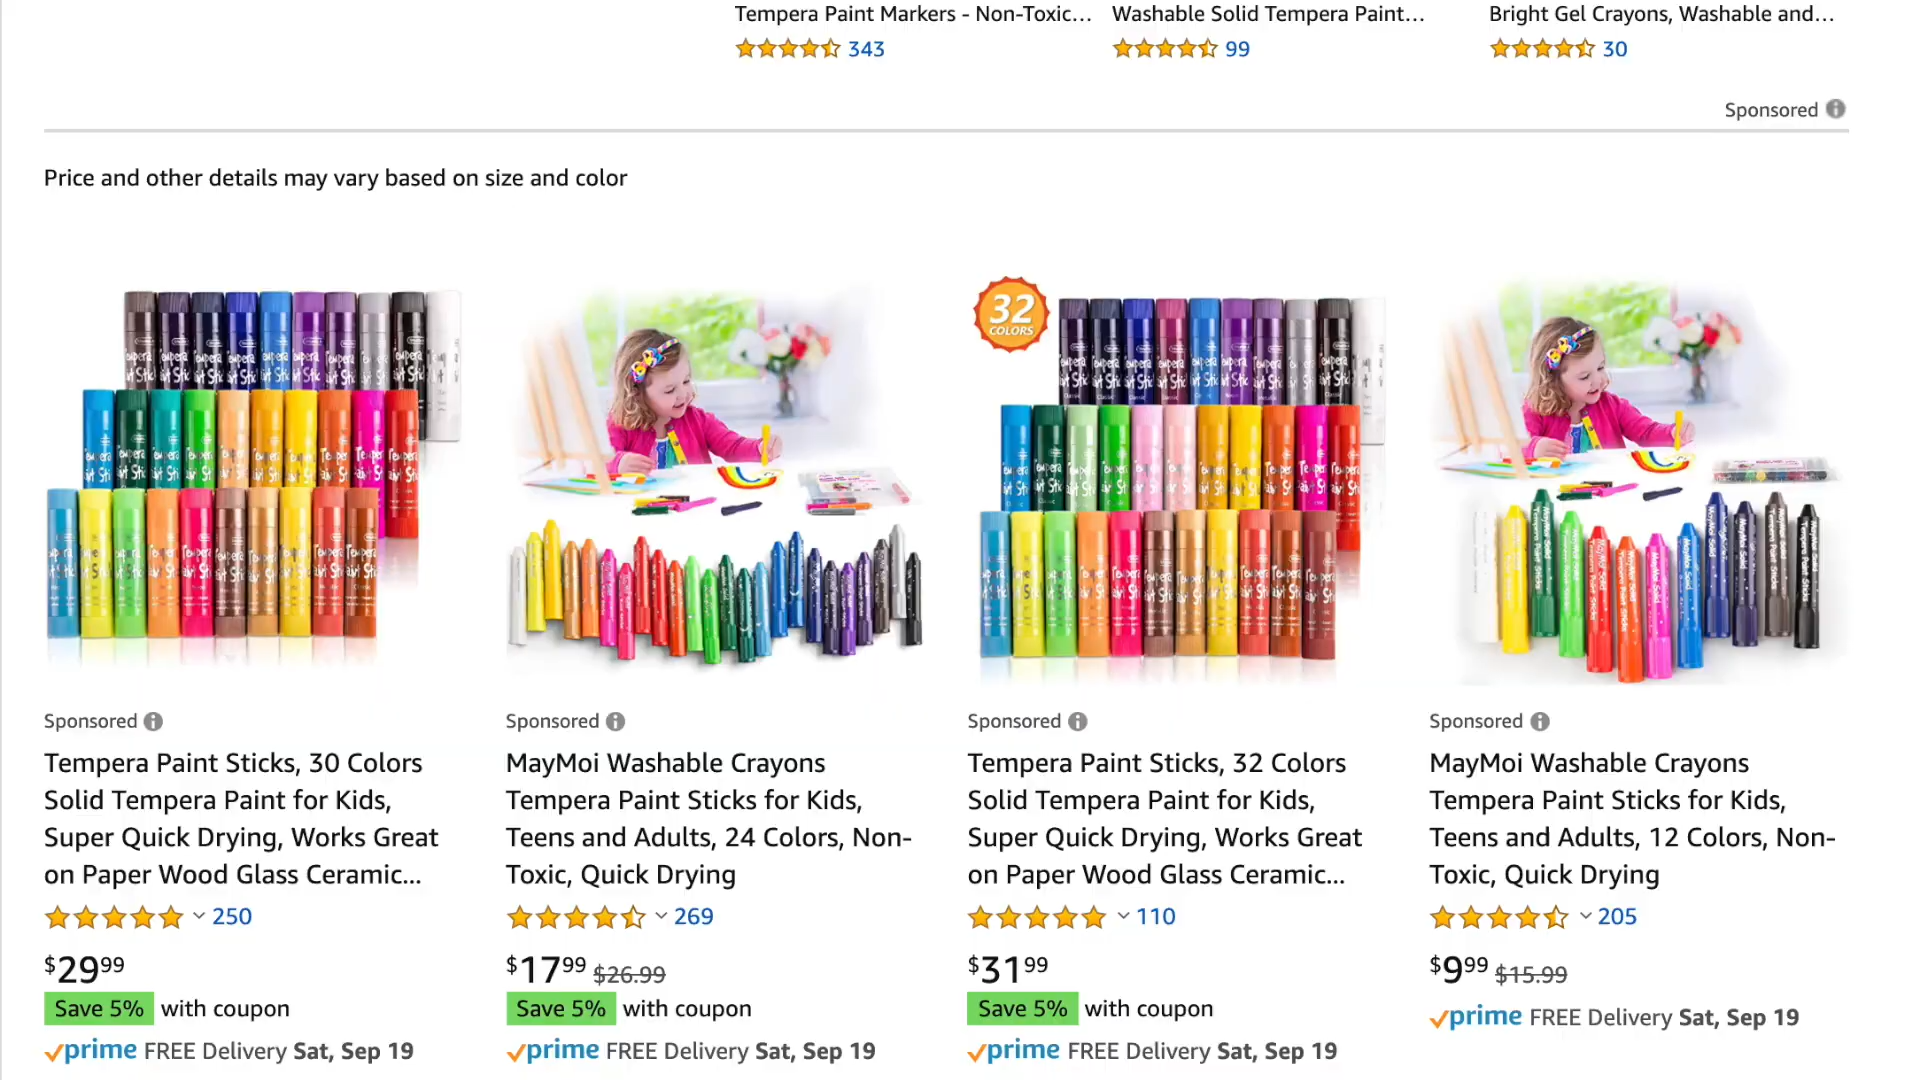 Tempera Paint Markers - Non-Toxic... Washable Solid Tempera Paint... Bright Gel Crayons, Washable and...
343 99 30
Sponsored
Price and other details may vary based on size and color
32
COLORS
Sponsored
Tempera Paint Sticks, 30 Colors
Solid Tempera Paint for Kids,
Super Quick Drying, Works Great
on Paper Wood Glass Ceramic...
250
$29.99
Save 5% with coupon
prime FREE Delivery Sat, Sep 19
Sponsored
MayMoi Washable Crayons
Tempera Paint Sticks for Kids,
Teens and Adults, 24 Colors, Non-
Toxic, Quick Drying
269
$17.99 $26.99
Save 5% with coupon
prime FREE Delivery Sat, Sep 19
Sponsored
Tempera Paint Sticks, 32 Colors
Solid Tempera Paint for Kids,
Super Quick Drying, Works Great
on Paper Wood Glass Ceramic...
110
$31.99
Save 5% with coupon
prime FREE Delivery Sat, Sep 19
Sponsored
MayMoi Washable Crayons
Tempera Paint Sticks for Kids,
Teens and Adults, 12 Colors, Non-
Toxic, Quick Drying
205
$9.99 $15.99
prime FREE Delivery Sat, Sep 19